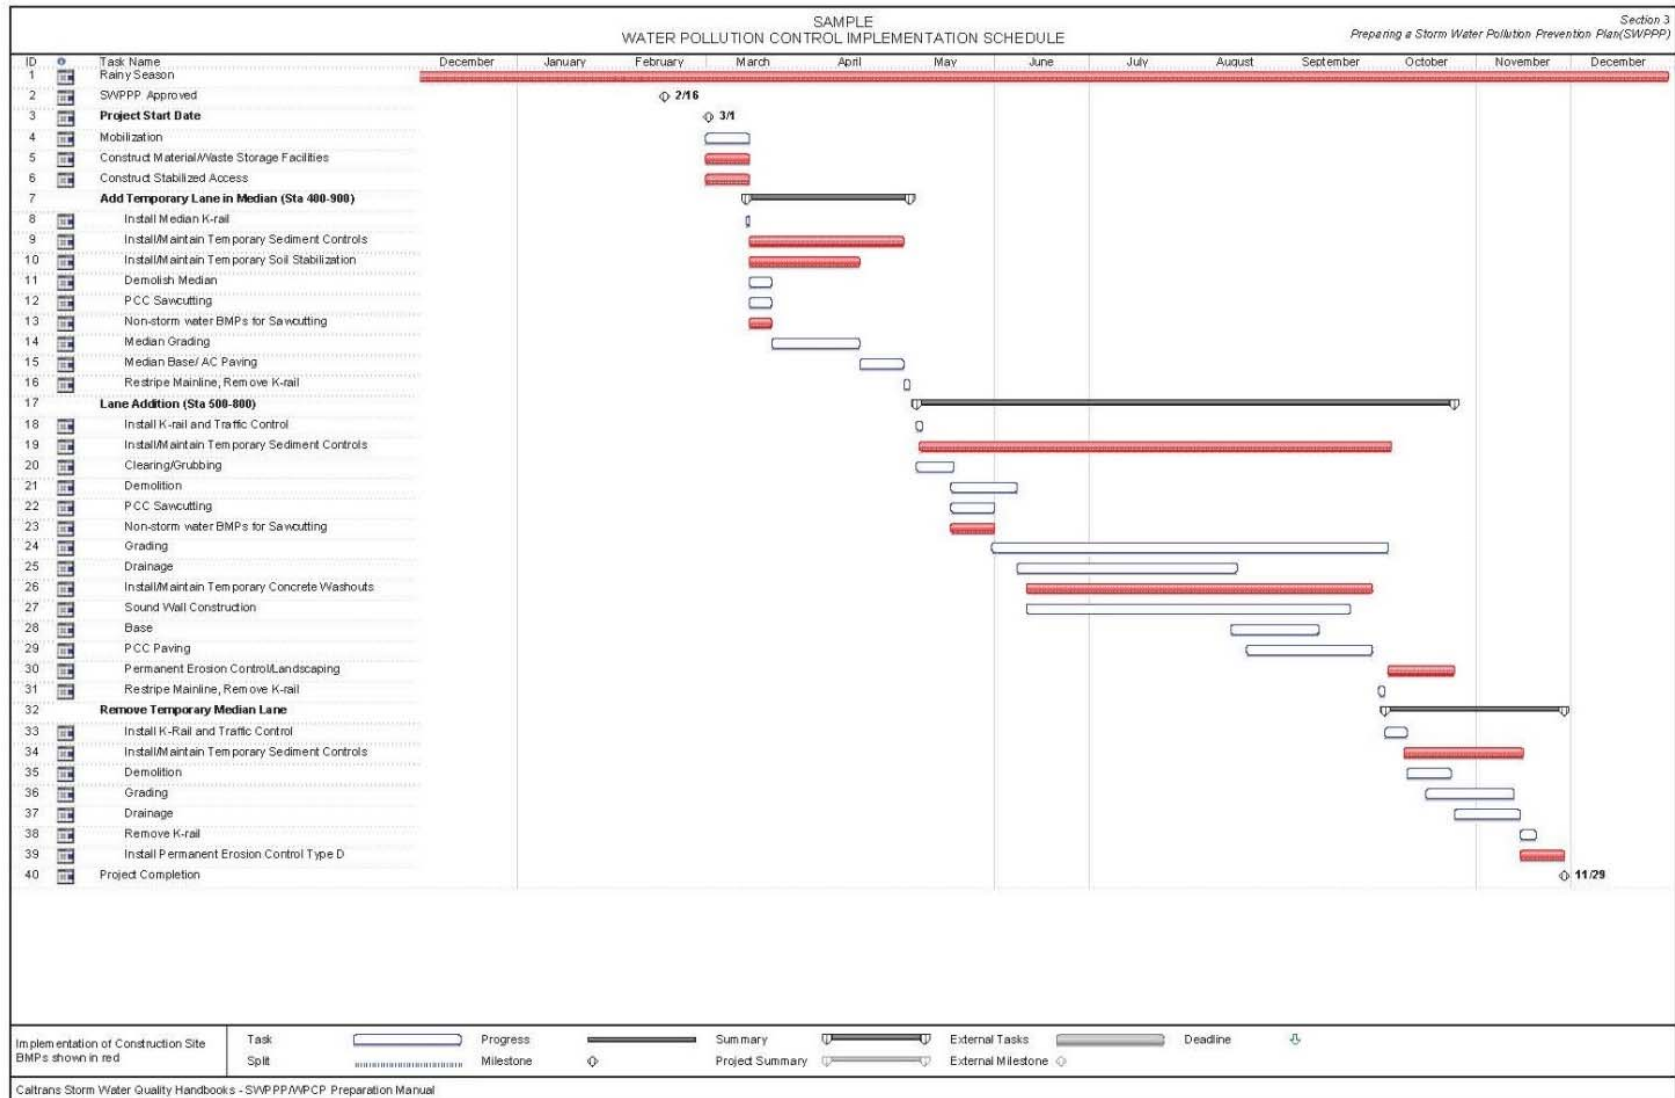 SAMPLE
WATER POLLUTION CONTROL IMPLEMENTATION SCHEDULE
Section 3
Preparing a Storm Water Pollution Prevention Plan(SWPPP)
ID Task Name December January February March April May June July August September October November December
1 Rainy Season
2 SWPPP Approved 2/16
3 Project Start Date 3/1
4 Mobilization
5 Construct Material/Waste Storage Facilities
6 Construct Stabilized Access
7 Add Temporary Lane in Median (Sta 400-900)
8 Install Median K-rail
9 Install/Maintain Temporary Sediment Controls
10 Install/Maintain Temporary Soil Stabilization
11 Demolish Median
12 PCC Sawcutting
13 Non-storm water BMPs for Sawcutting
14 Median Grading
15 Median Base/ AC Paving
16 Restripe Mainline, Remove K-rail
17 Lane Addition (Sta 500-800)
18 Install K-rail and Traffic Control
19 Install/Maintain Temporary Sediment Controls
20 Clearing/Grubbing
21 Demolition
22 PCC Sawcutting
23 Non-storm water BMPs for Sawcutting
24 Grading
25 Drainage
26 Install/Maintain Temporary Concrete Washouts
27 Sound Wall Construction
28 Base
29 PCC Paving
30 Permanent Erosion Control/Landscaping
31 Restripe Mainline, Remove K-rail
32 Remove Temporary Median Lane
33 Install K-Rail and Traffic Control
34 Install/Maintain Temporary Sediment Controls
35 Demolition
36 Grading
37 Drainage
38 Remove K-rail
39 Install Permanent Erosion Control Type D
40 Project Completion 11/29
Implementation of Construction Site
BMPs shown in red
Task Progress Summary External Tasks Deadline
Split Milestone Project Summary External Milestone
Caltrans Storm Water Quality Handbooks - SWPPP/WPCP Preparation Manual